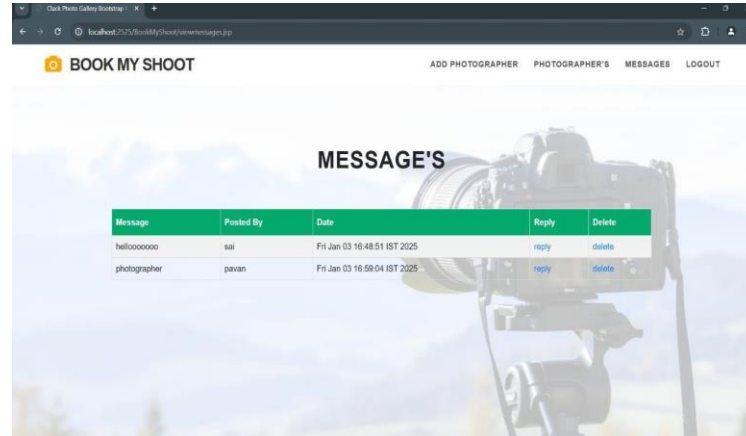 Clack Photo Gallery Bootstrap
localhost:2525/BookMyShoot/viewmessages.jsp
BOOK MY SHOOT
ADD PHOTOGRAPHER PHOTOGRAPHER'S MESSAGES LOGOUT
MESSAGE'S
Message Posted By Date Reply Delete
hellooooooo sai Fri Jan 03 16:48:51 IST 2025 reply delete
photographer pavan Fri Jan 03 16:59:04 IST 2025 reply delete